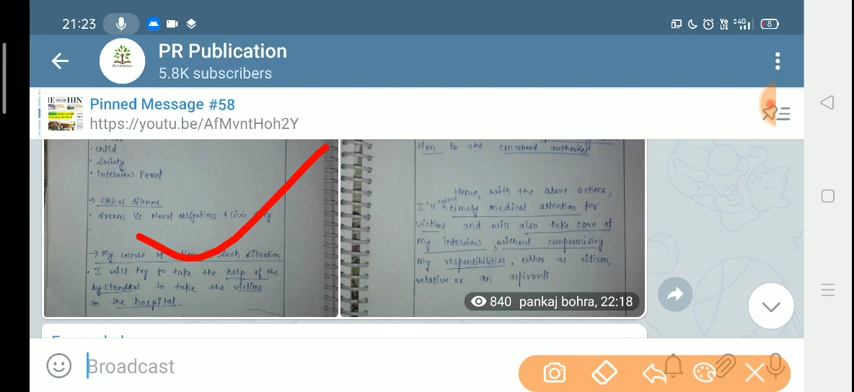 21:23
4G
8
PR Publication
5.8K subscribers
Pinned Message #58
https://youtu.be/AfMvntHoh2Y
• Child
• Society
• Interview Panel
→ Ethical dilemma
• Dream Vs Moral obligations & Civic
→ My course of such situation
• I will try to take the help of the
bystanders to take the victims
to the hospital.
tion to the concerned authorities
Hence, with the above actions,
I'll timely medical attention for
victims and will also take care of
my interview, without compromising
my responsibilities, either as citizen,
relative or an aspirant.
840 pankaj bohra, 22:18
Broadcast